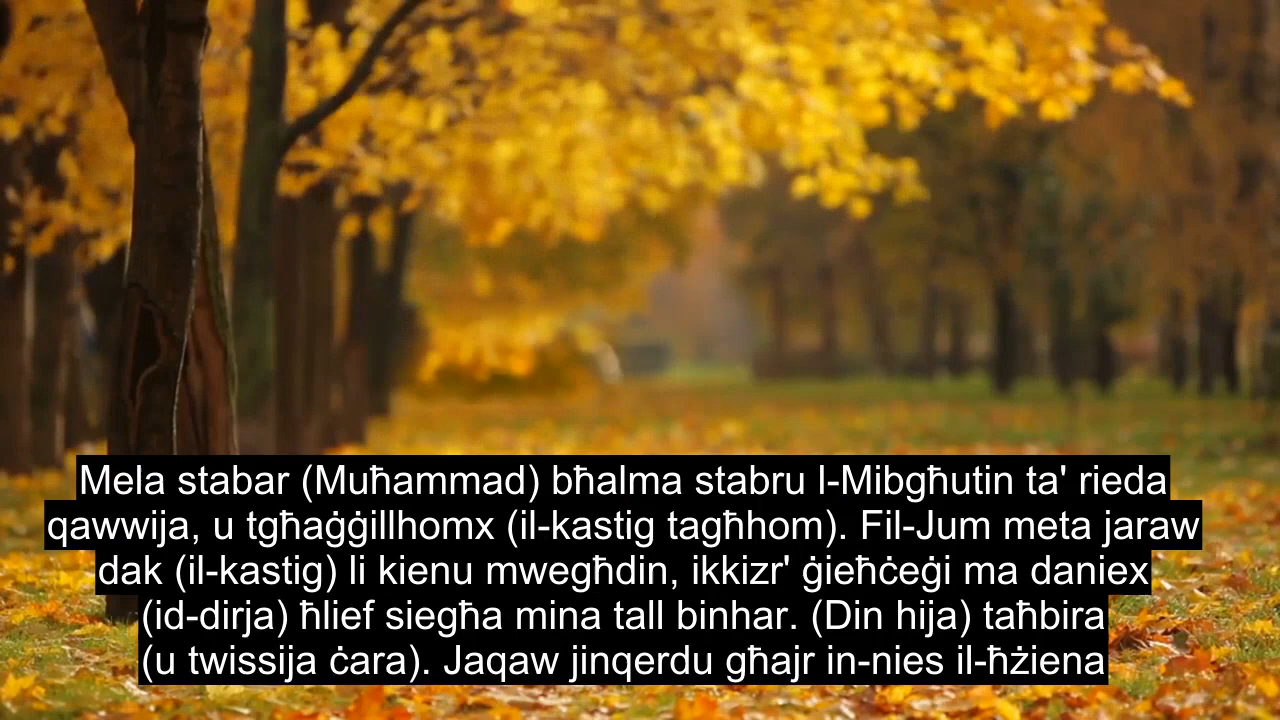 Mela stabar (Muħammad) bħalma stabru l-Mibgħutin ta' rieda
qawwija, u tgħaġġillhomx (il-kastig tagħhom). Fil-Jum meta jaraw
dak (il-kastig) li kienu mwegħdin, ikkizr' ġieħċeġi ma daniex
(id-dirja) ħlief siegħa mina tall binhar. (Din hija) taħbira
(u twissija ċara). Jaqaw jinqerdu għajr in-nies il-ħżiena